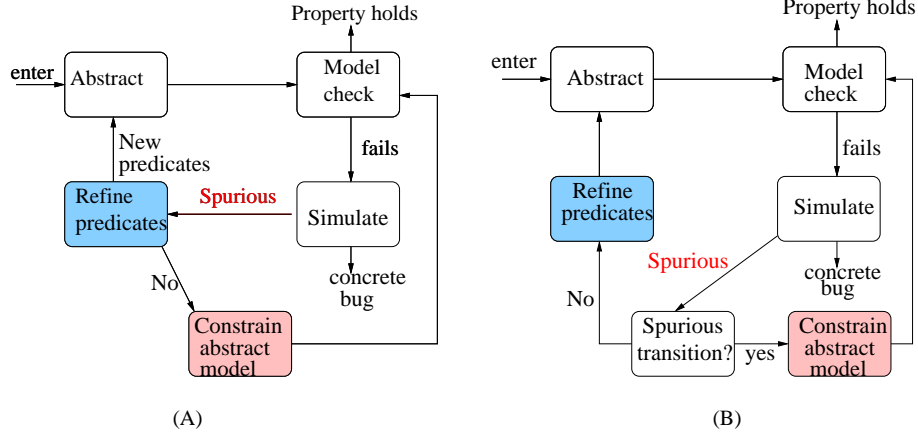 Property holds
enter
Abstract
Model
check
fails
New
predicates
Refine
predicates
Spurious
Simulate
No
concrete
bug
Constrain
abstract
model
(A)
Property holds
enter
Abstract
Model
check
fails
Refine
predicates
Simulate
Spurious
concrete
bug
No
Spurious
transition?
yes
Constrain
abstract
model
(B)